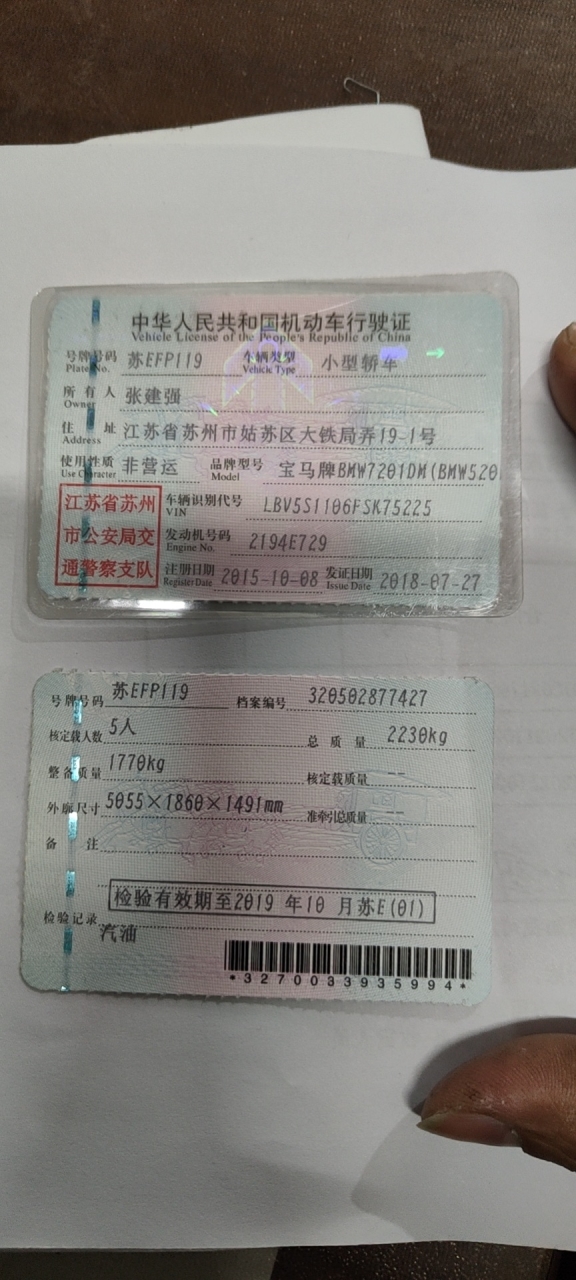 中华人民共和国机动车行驶证
Vehicle License of the People's Republic of China
号牌号码 苏EFP119 车辆类型 小型轿车
Plate No. Vehicle Type
所有人 张建强
Owner
住址 江苏省苏州市姑苏区大铁局弄19-1号
Address
使用性质 非营运 品牌型号 宝马牌BMW7201DM(BMW520
Use Character Model
江苏省苏州
市公安局交
通警察支队
车辆识别代号 LBV5S1106FSK75225
VIN
发动机号码 2194E729
Engine No.
注册日期 2015-10-08 发证日期 2018-07-27
Register Date Issue Date
号牌号码 苏EFP119 档案编号 320502877427
核定载人数 5人 总质量 2230kg
整备质量 1770kg 核定载质量 --
外廓尺寸 5055×1860×1491mm 准牵引总质量 --
备注
检验有效期至2019 年10 月苏E(01)
检验记录
汽油
*3270033935994*